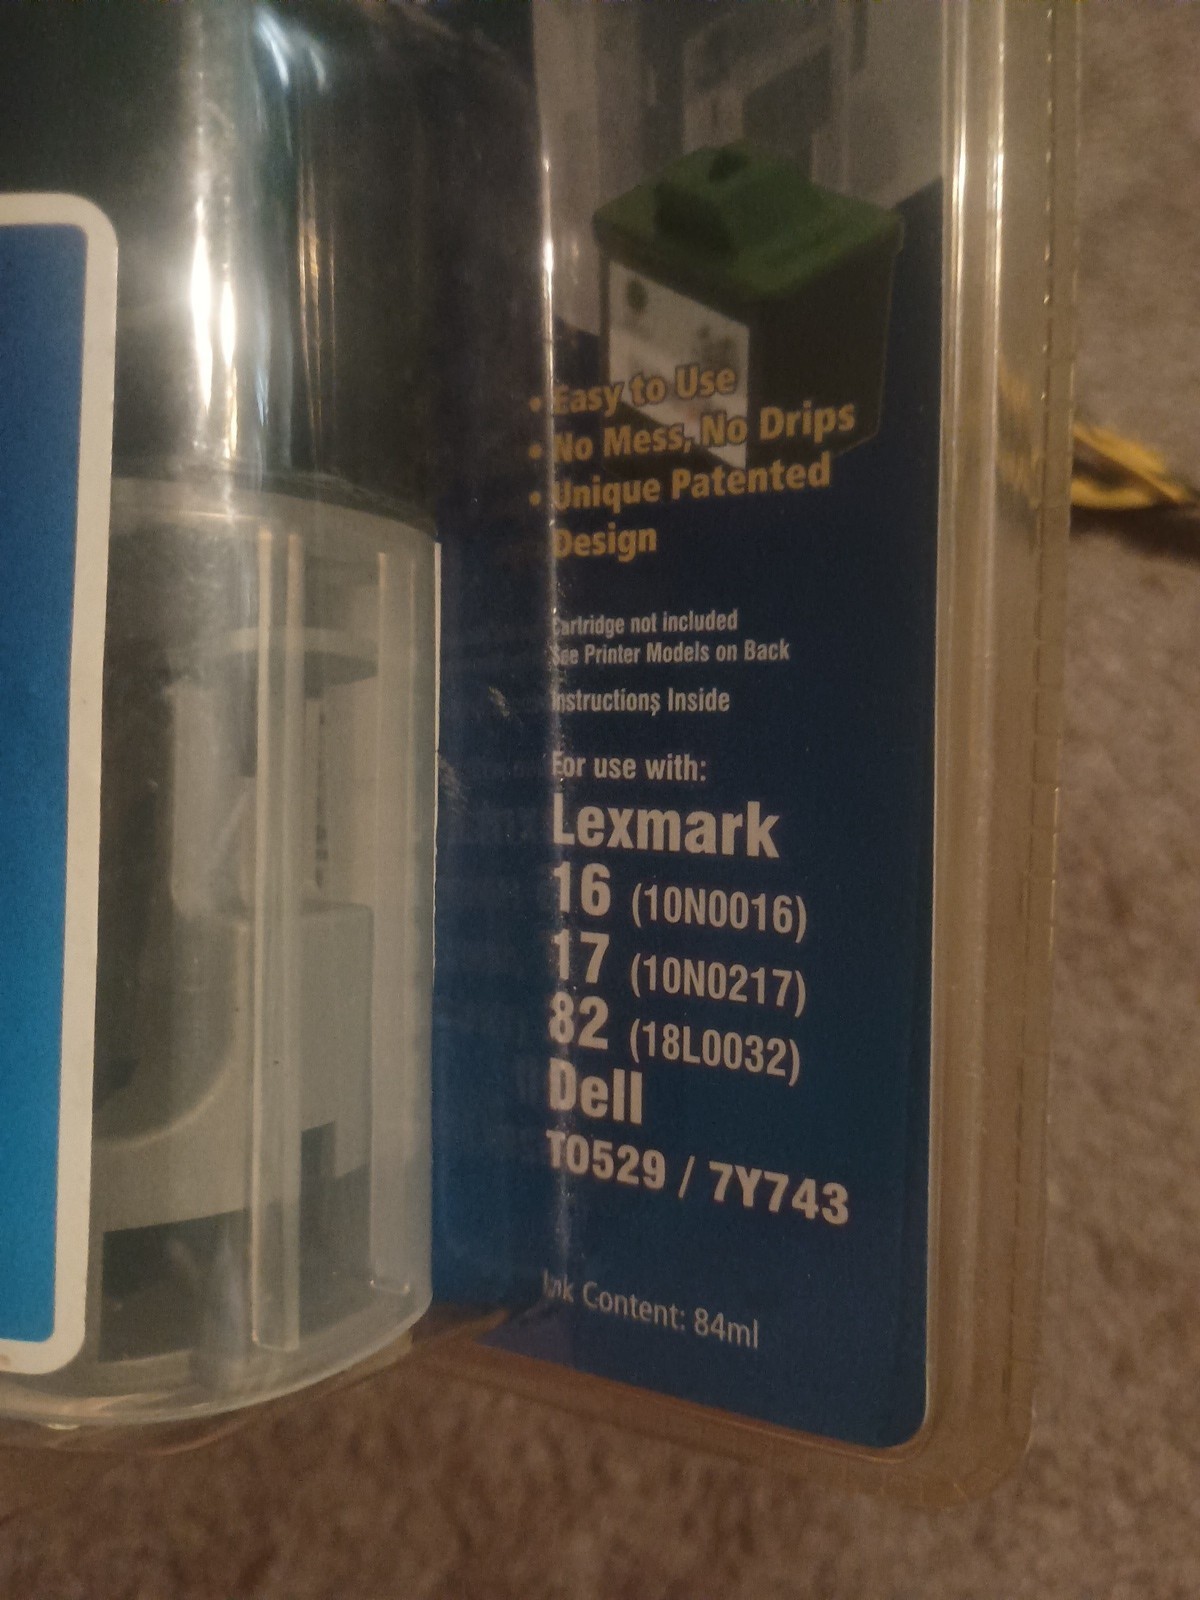 • Easy to Use
• No Mess, No Drips
• Unique Patented
Design
Cartridge not included
See Printer Models on Back
Instructions Inside
For use with:
Lexmark
16 (10N0016)
17 (10N0217)
82 (18L0032)
Dell
T0529 / 7Y743
Ink Content: 84ml